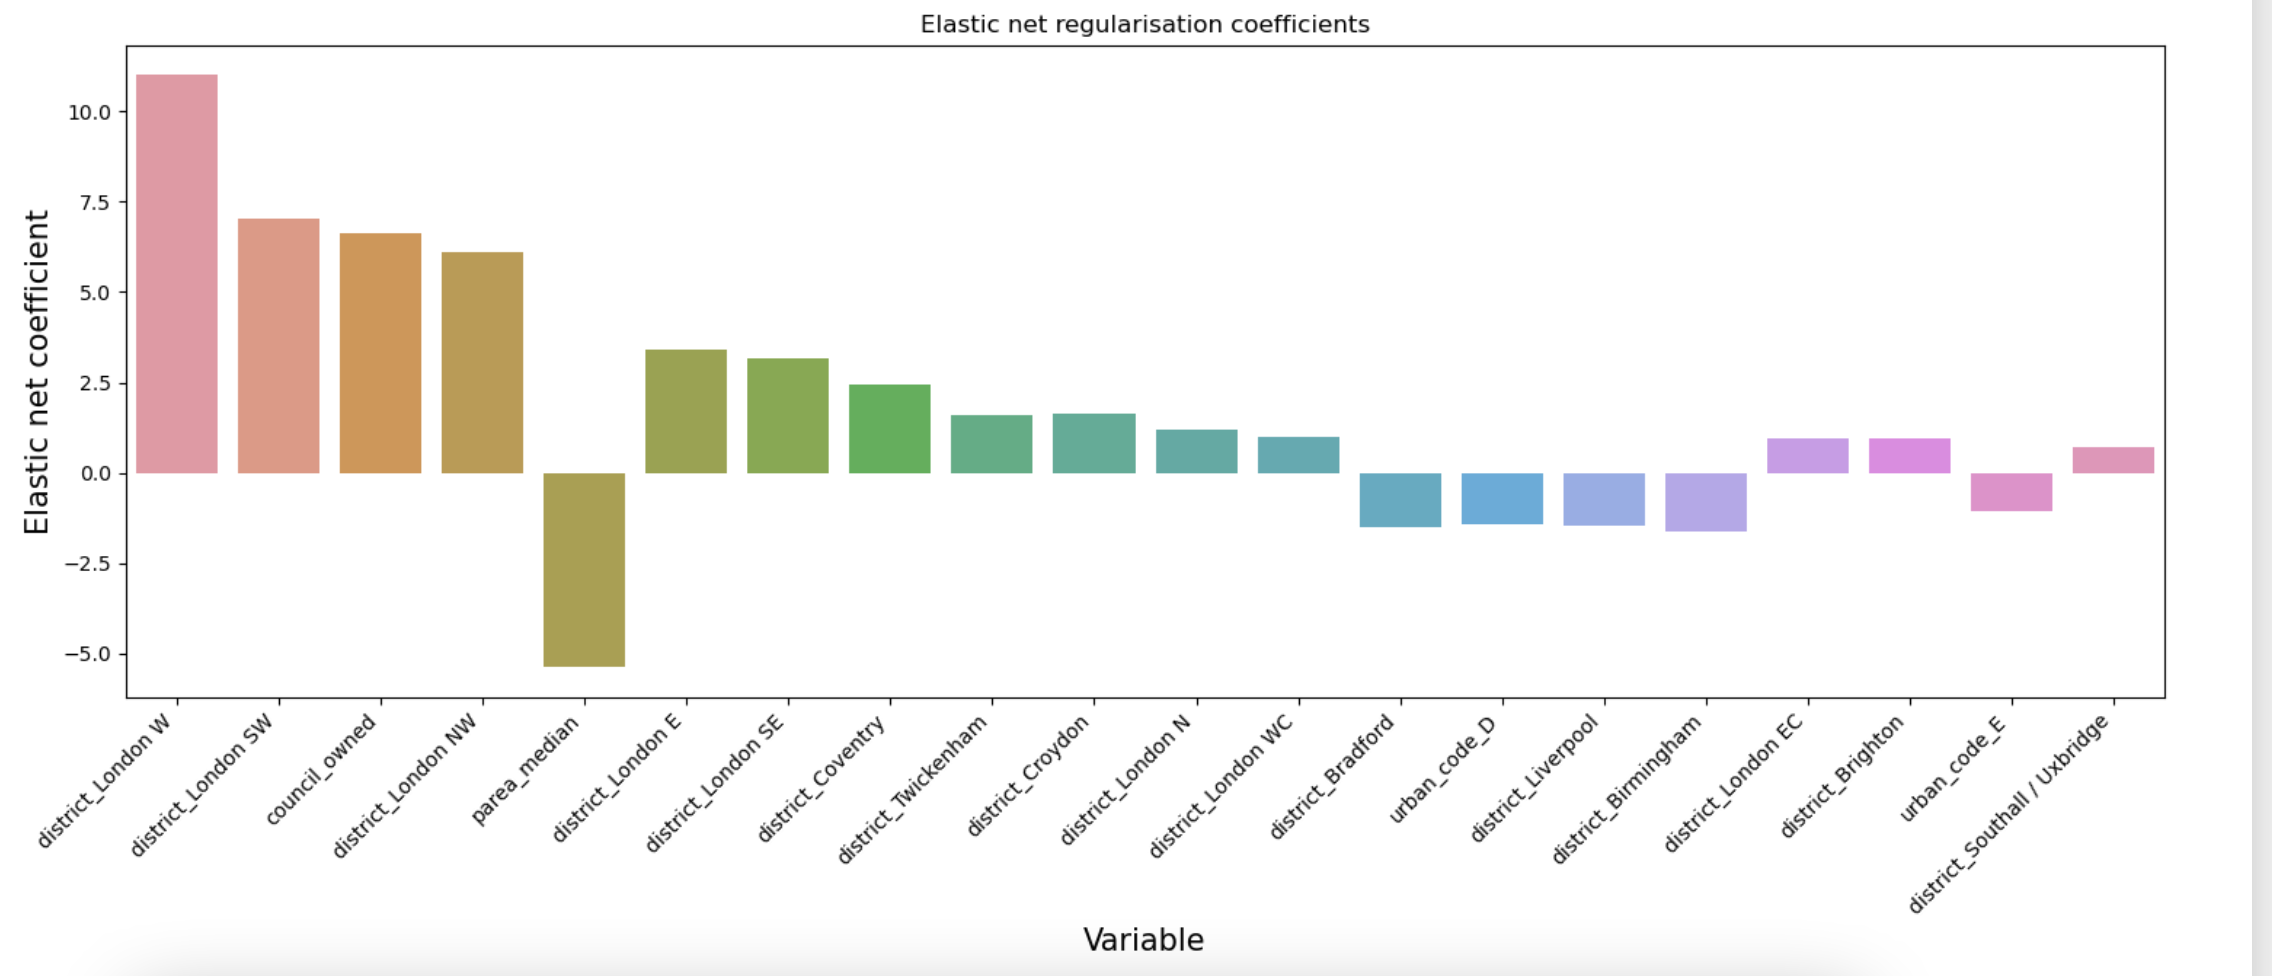 Elastic net regularisation coefficients
Elastic net coefficient
10.0
7.5
5.0
2.5
0.0
−2.5
−5.0
district_London W
district_London SW
council_owned
district_London NW
parea_median
district_London E
district_London SE
district_Coventry
district_Twickenham
district_Croydon
district_London N
district_London WC
district_Bradford
urban_code_D
district_Liverpool
district_Birmingham
district_London EC
district_Brighton
urban_code_E
district_Southall / Uxbridge
Variable